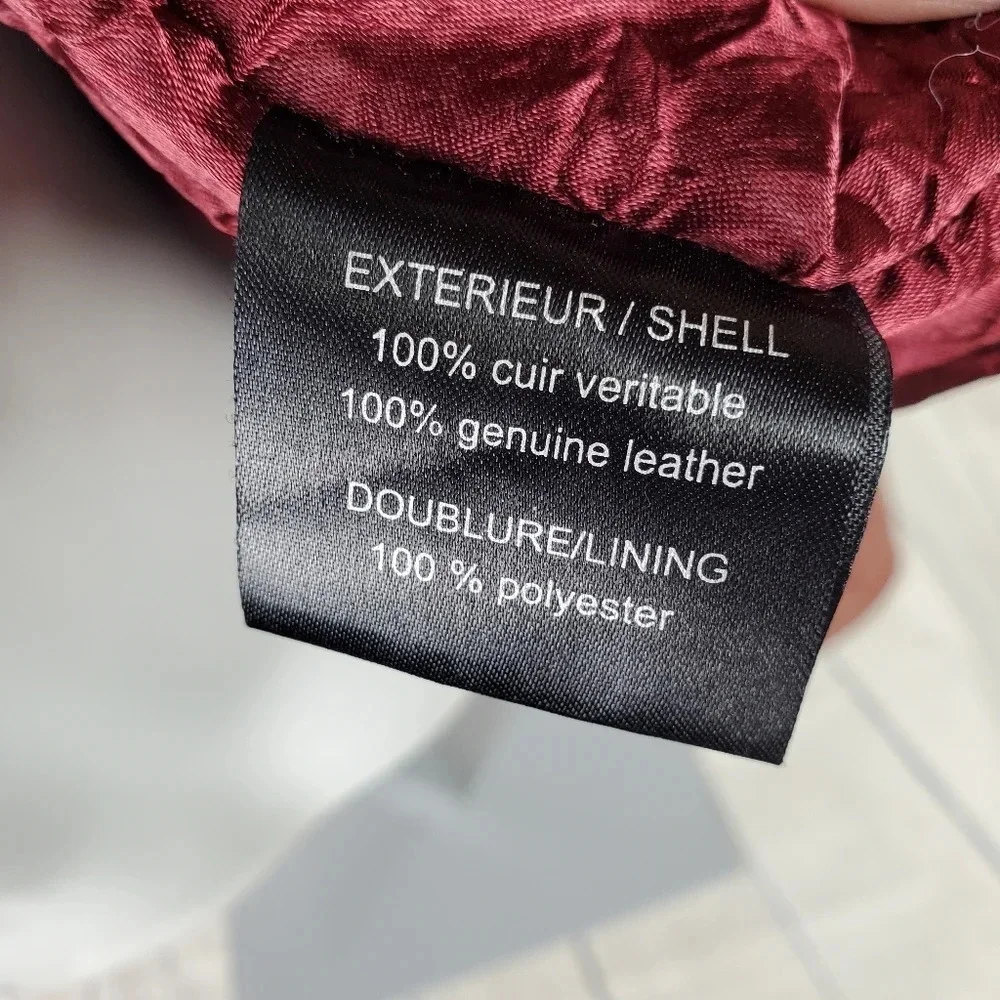 EXTERIEUR / SHELL
100% cuir veritable
100% genuine leather
DOUBLURE/LINING
100 % polyester